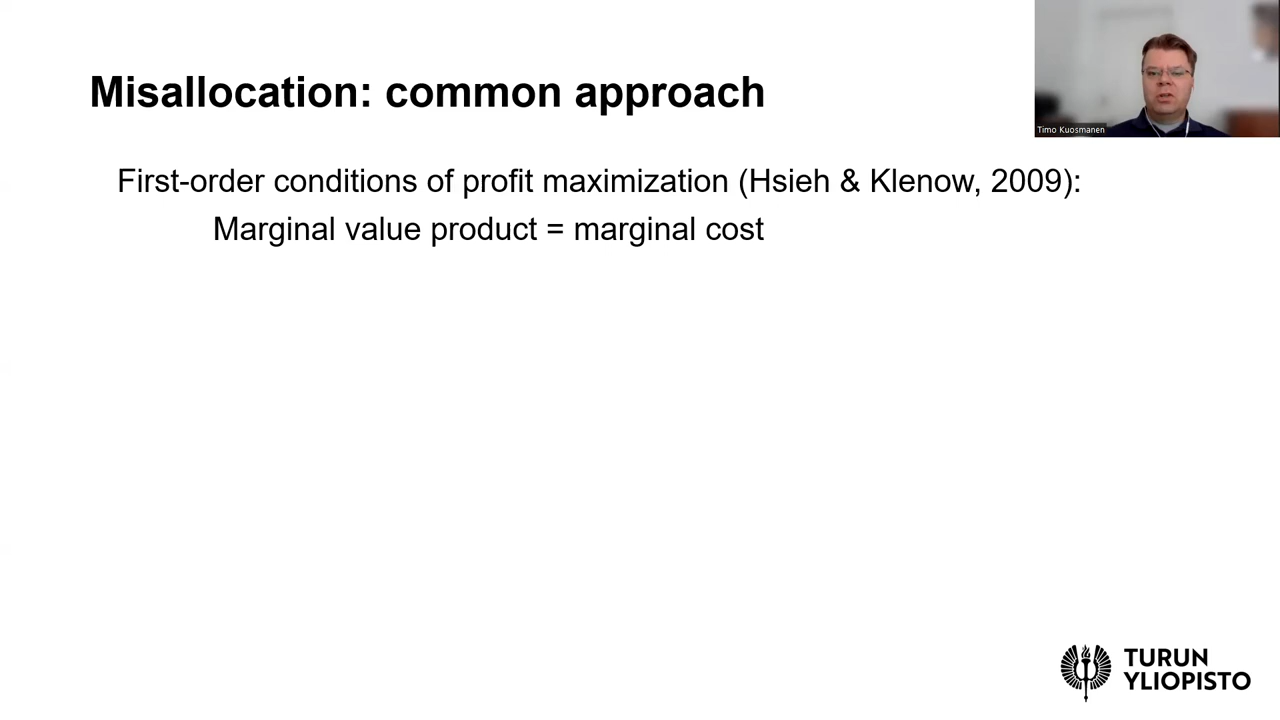 Misallocation: common approach
Timo Kuosmanen
First-order conditions of profit maximization (Hsieh & Klenow, 2009):
Marginal value product = marginal cost
TURUN
YLIOPISTO